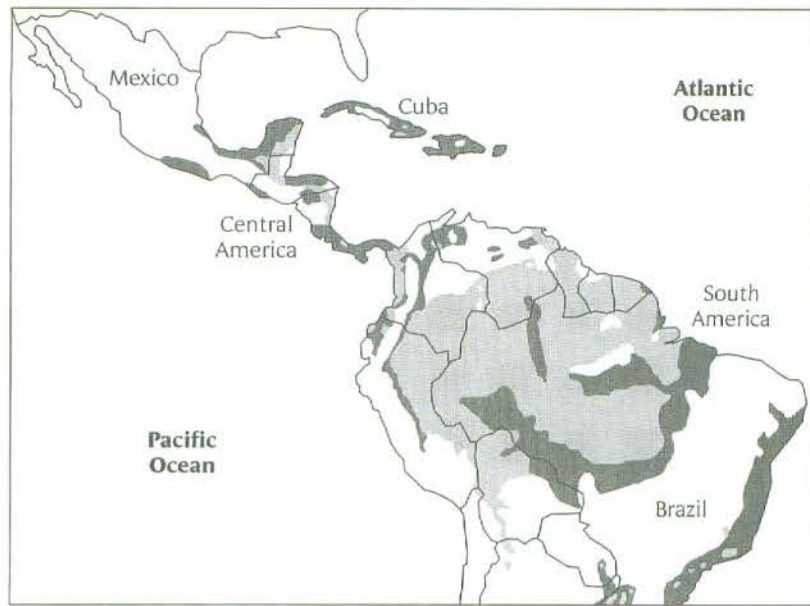 Mexico
Cuba
Atlantic
Ocean
Central
America
South
America
Pacific
Ocean
Brazil